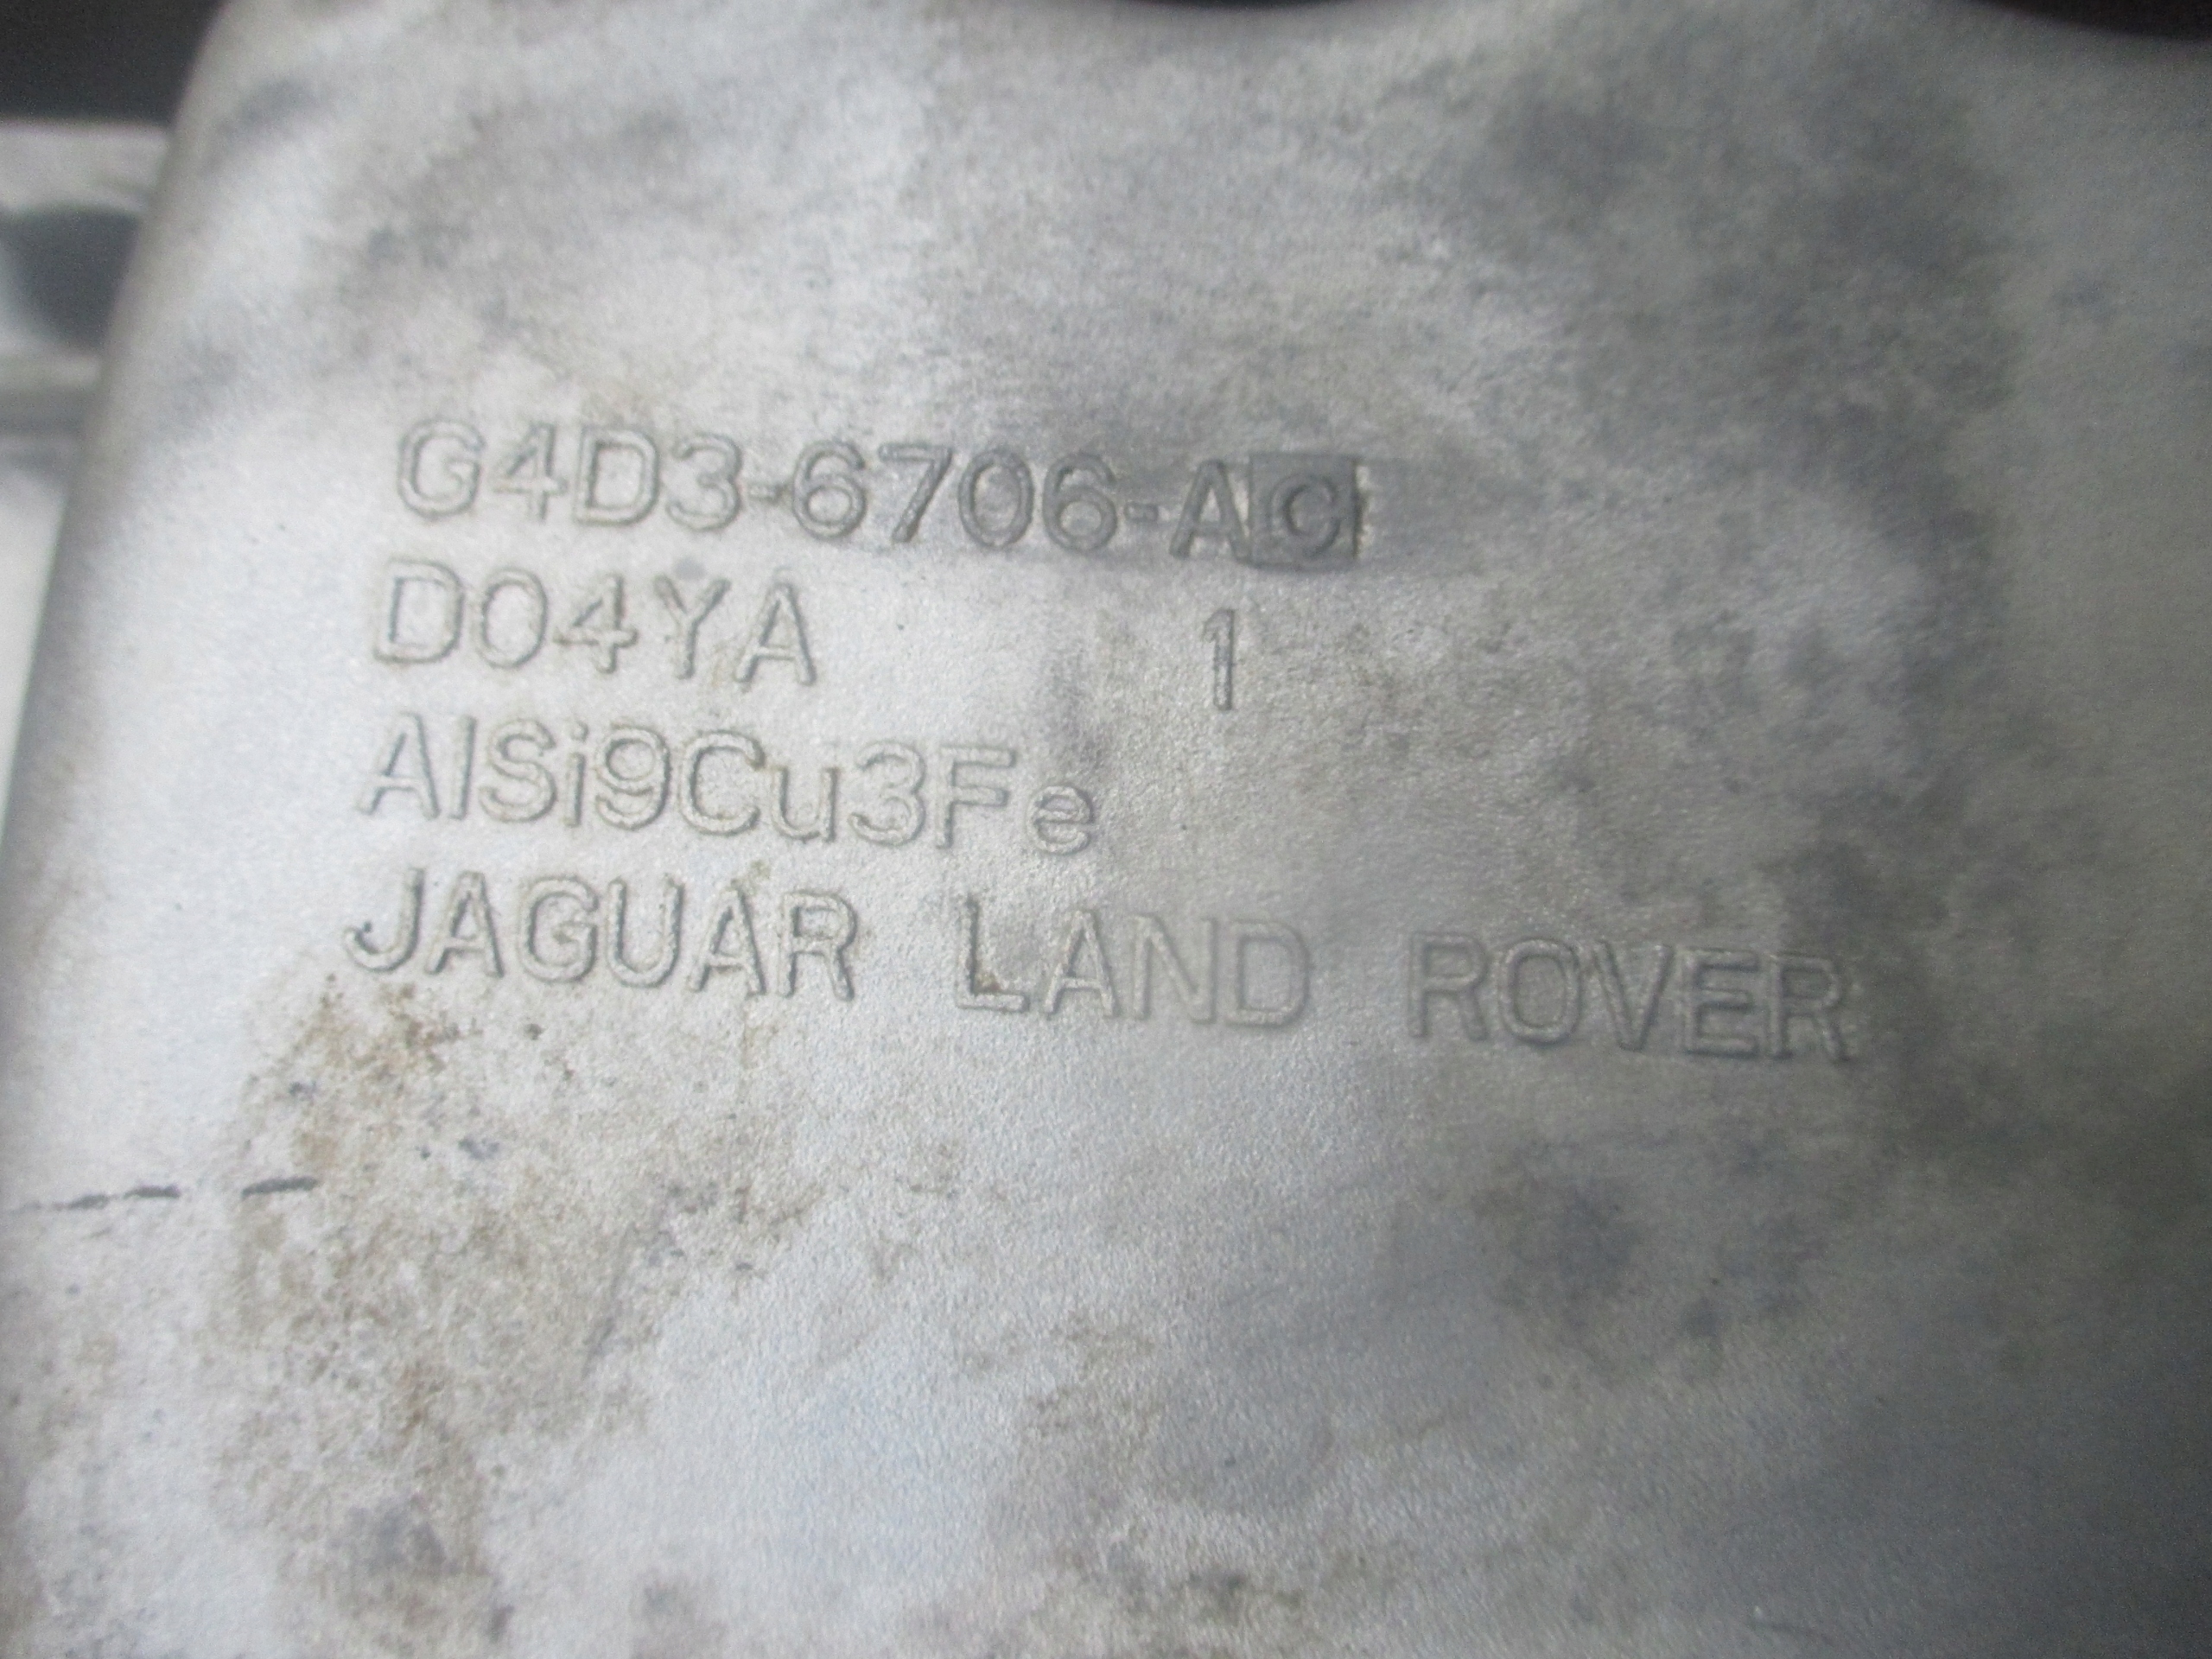 G4D3-6706-AC
D04YA 1
AlSi9Cu3Fe
JAGUAR LAND ROVER